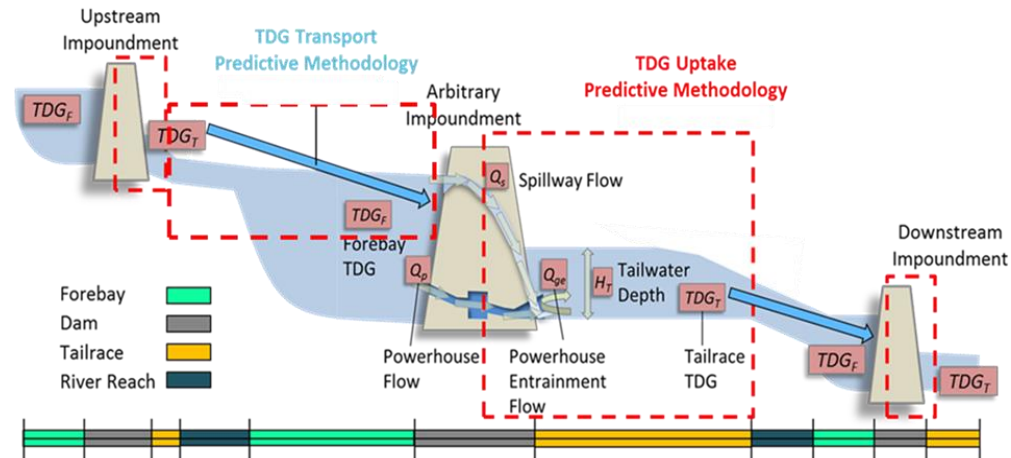 Upstream
Impoundment
TDG Transport
Predictive Methodology
TDG Uptake
Predictive Methodology
Arbitrary
Impoundment
TDG_F
TDG_T
Q_s
Spillway Flow
TDG_F
Forebay
TDG
Q_p
Q_ge
H_T
Tailwater
Depth
TDG_T
Downstream
Impoundment
Forebay
Dam
Tailrace
River Reach
Powerhouse
Flow
Powerhouse
Entrainment
Flow
Tailrace
TDG
TDG_F
TDG_T